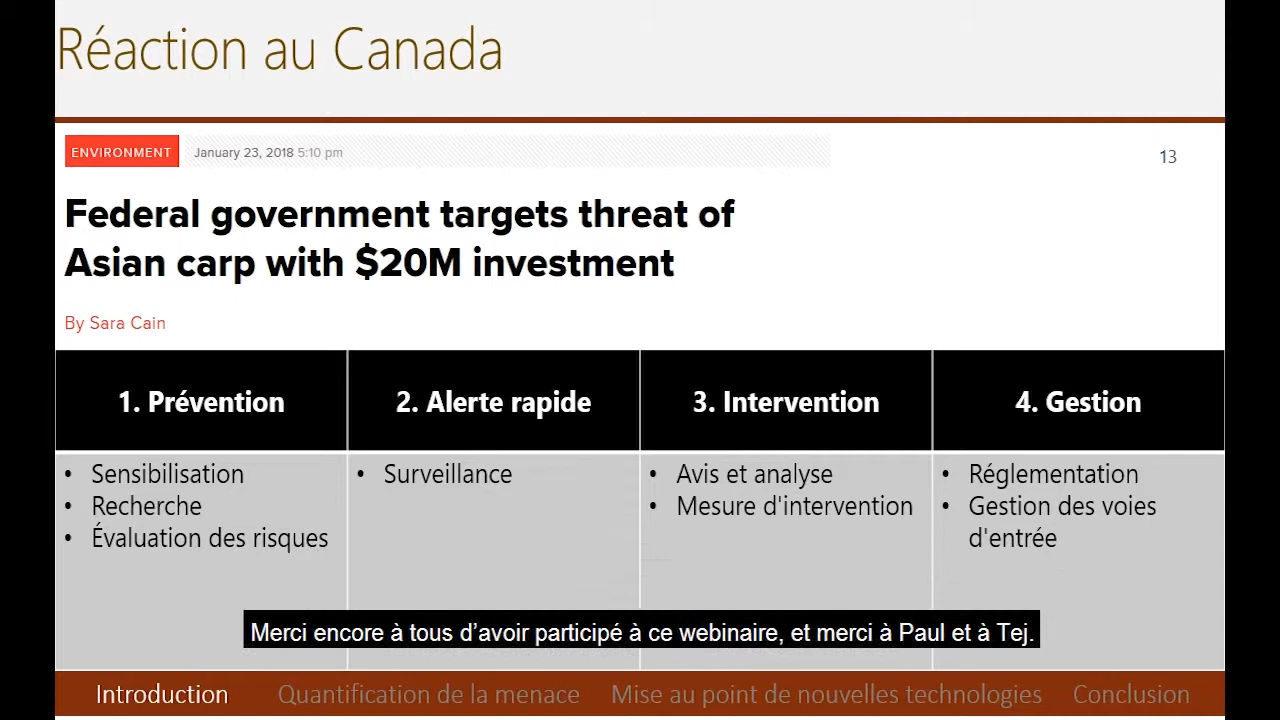 Réaction au Canada
ENVIRONMENT January 23, 2018 5:10 pm
13
Federal government targets threat of
Asian carp with $20M investment
By Sara Cain
1. Prévention
2. Alerte rapide
3. Intervention
4. Gestion
• Sensibilisation
• Recherche
• Évaluation des risques
• Surveillance
• Avis et analyse
• Mesure d'intervention
• Réglementation
• Gestion des voies
d'entrée
Merci encore à tous d’avoir participé à ce webinaire, et merci à Paul et à Tej.
Introduction Quantification de la menace Mise au point de nouvelles technologies Conclusion